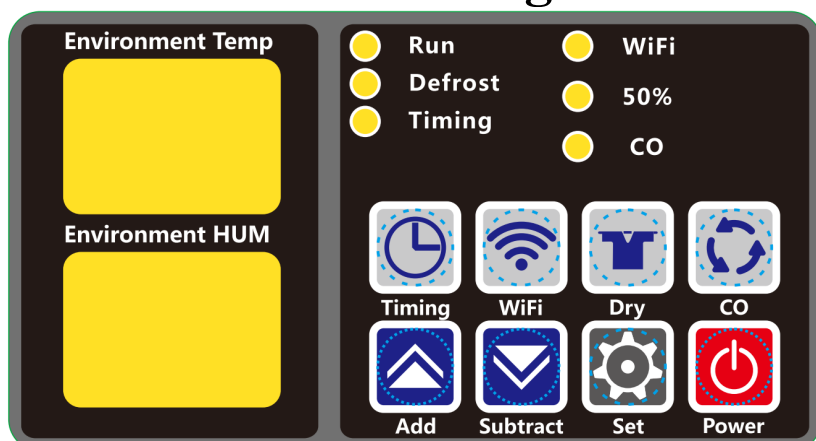 Environment Temp
Environment HUM
Run
Defrost
Timing
WiFi
50%
CO
Timing WiFi Dry CO
Add Subtract Set Power